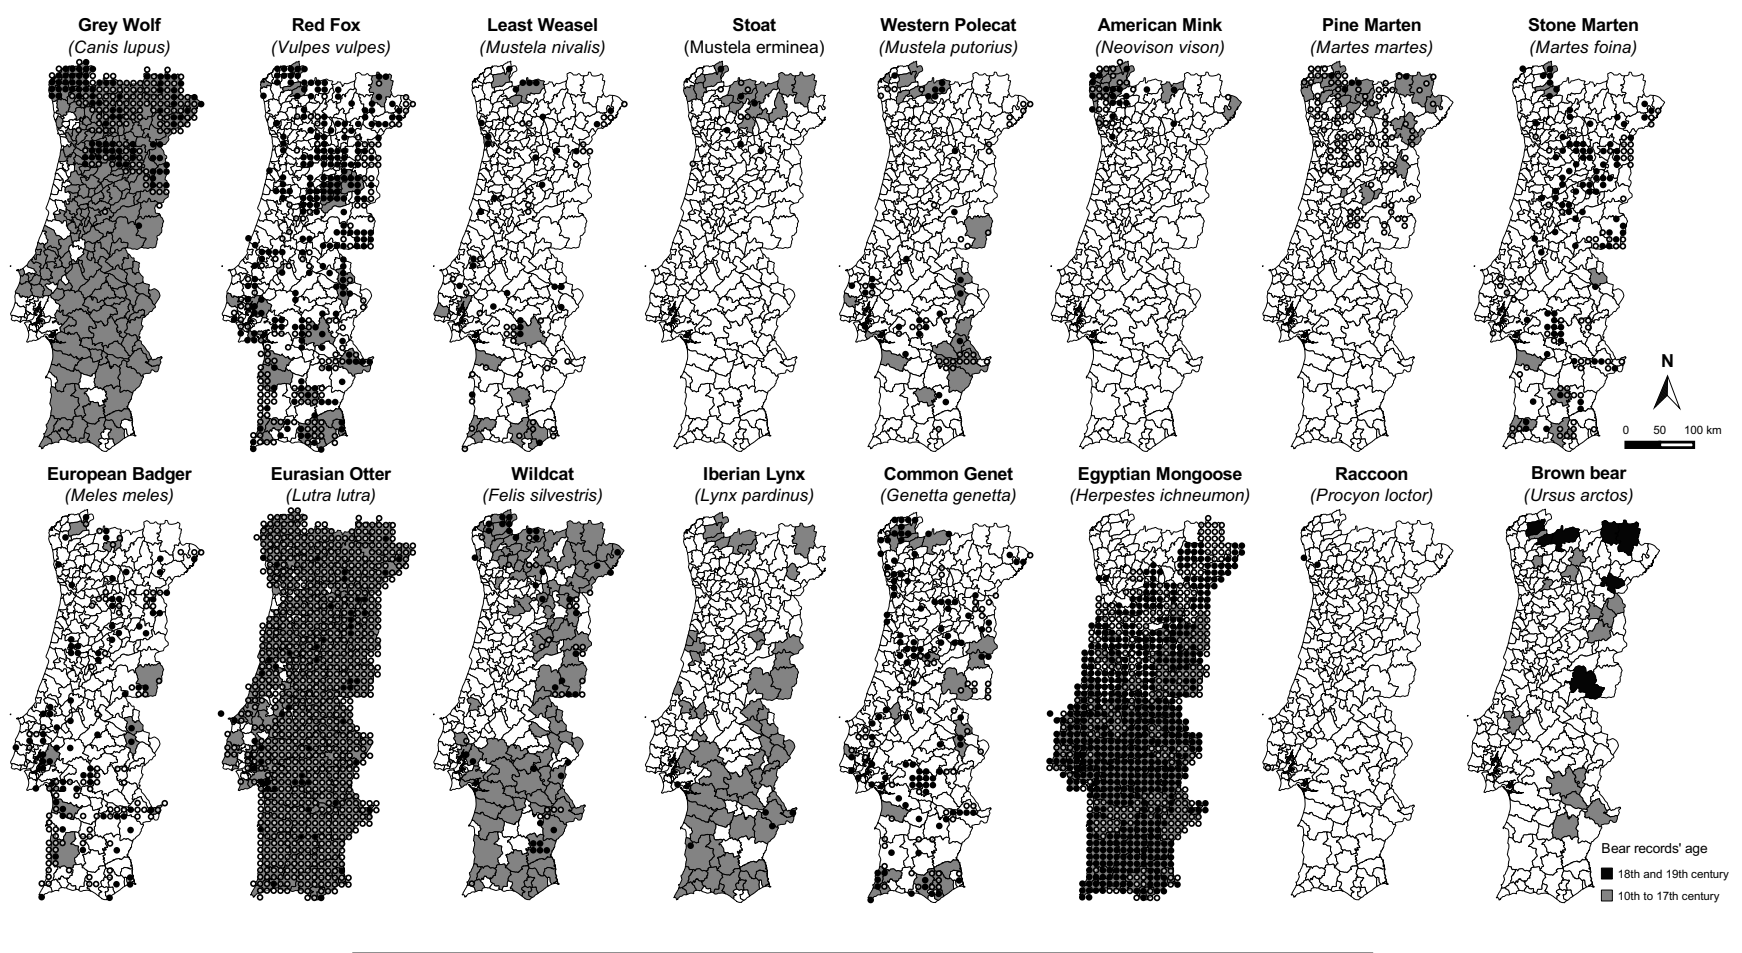 Grey Wolf
(Canis lupus)
Red Fox
(Vulpes vulpes)
Least Weasel
(Mustela nivalis)
Stoat
(Mustela erminea)
Western Polecat
(Mustela putorius)
American Mink
(Neovison vison)
Pine Marten
(Martes martes)
Stone Marten
(Martes foina)
N
0 50 100 km
European Badger
(Meles meles)
Eurasian Otter
(Lutra lutra)
Wildcat
(Felis silvestris)
Iberian Lynx
(Lynx pardinus)
Common Genet
(Genetta genetta)
Egyptian Mongoose
(Herpestes ichneumon)
Raccoon
(Procyon loctor)
Brown bear
(Ursus arctos)
Bear records' age
18th and 19th century
10th to 17th century